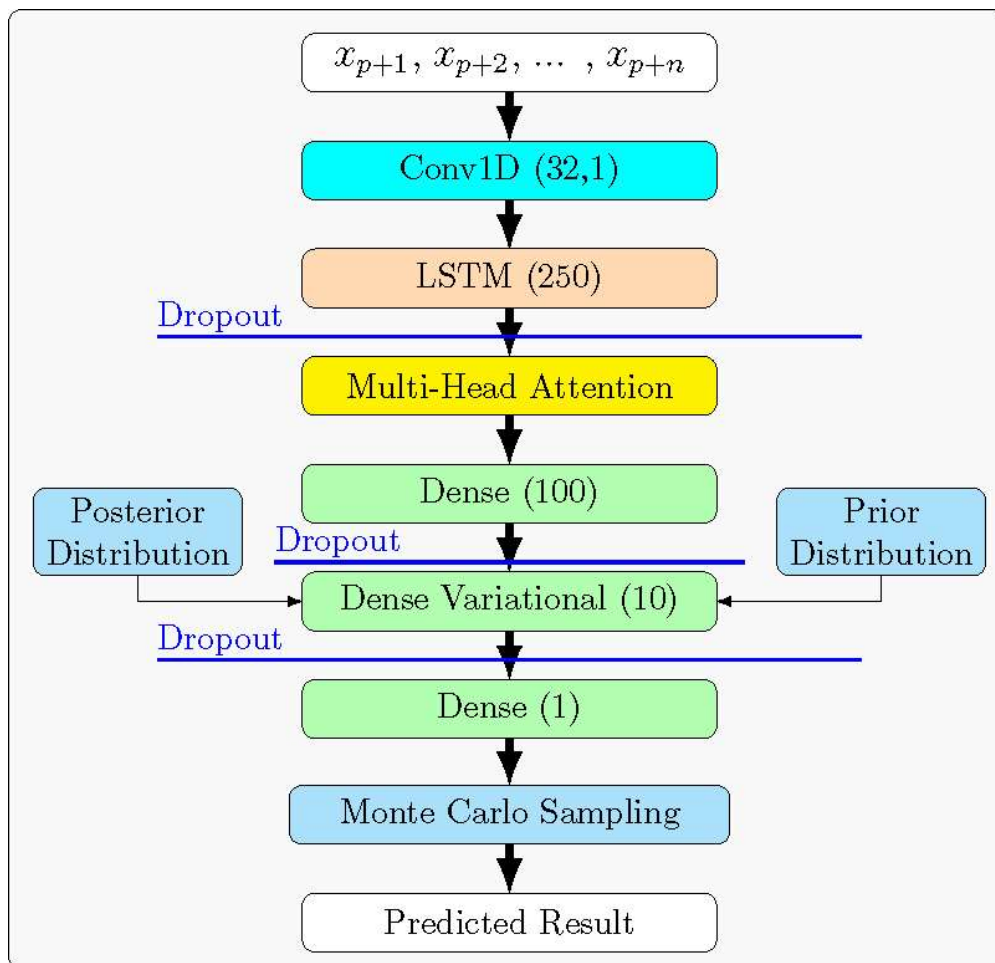 x_{p+1}, x_{p+2}, ... , x_{p+n}
Conv1D (32,1)
LSTM (250)
Dropout
Multi-Head Attention
Dense (100)
Posterior
Distribution
Dropout
Prior
Distribution
Dense Variational (10)
Dropout
Dense (1)
Monte Carlo Sampling
Predicted Result